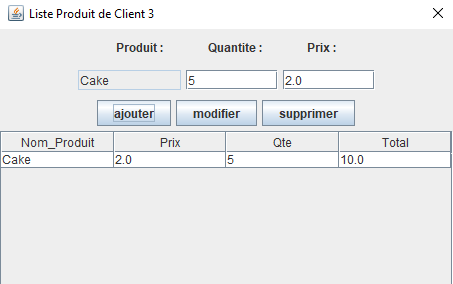 Liste Produit de Client 3
Produit : Quantite : Prix :
Cake 5 2.0
ajouter modifier supprimer
Nom_Produit Prix Qte Total
Cake 2.0 5 10.0